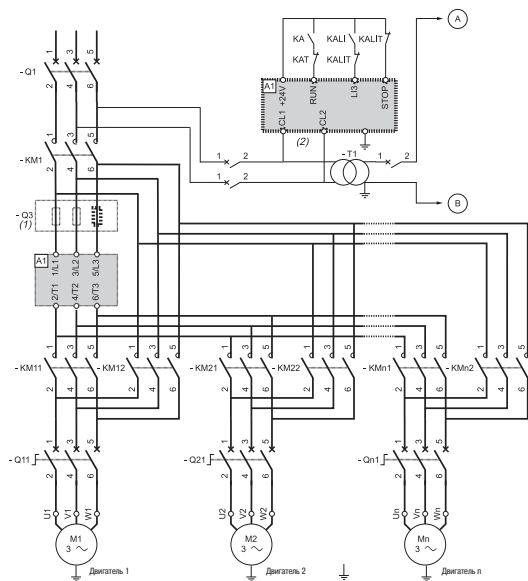 A
KA KALI KALIT
KAT KALIT
1 3 5
- Q1
2 4 6
A1 +24V RUN LI3 STOP
CL1 CL2
(2)
- T1
1 2 1 2
1 2
1 3 5
- KM1
2 4 6
B
- Q3
(1)
A1 1/L1 3/L2 5/L3
2/T1 4/T2 6/T3
1 3 5 1 3 5 1 3 5 1 3 5 1 3 5 1 3 5
- KM11 - KM12 - KM21 - KM22 - KMn1 - KMn2
2 4 6 2 4 6 2 4 6 2 4 6 2 4 6 2 4 6
1 3 5 1 3 5 1 3 5
- Q11 - Q21 - Qn1
2 4 6 2 4 6 2 4 6
U1 V1 W1 U2 V2 W2 Un Vn Wn
M1 M2 Mn
3 ~ 3 ~ 3 ~
Двигатель 1 Двигатель 2 Двигатель n